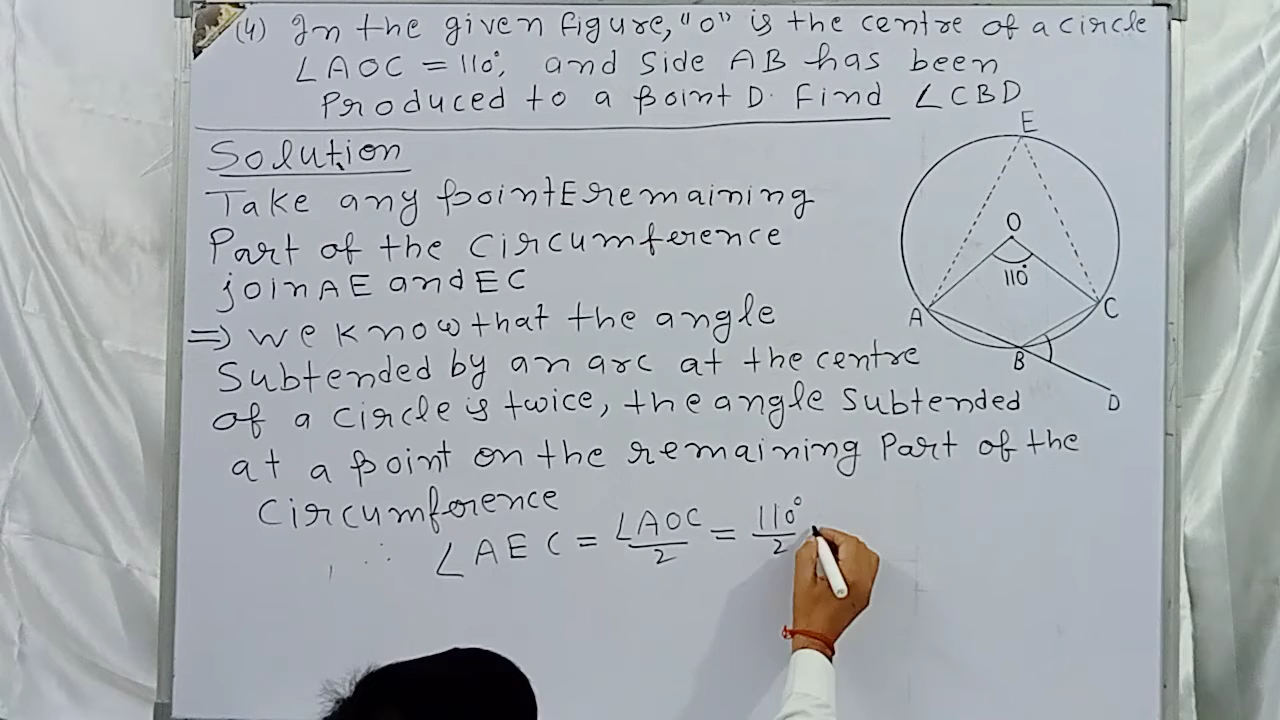 (4) In the given figure, "O" is the centre of a circle
∠AOC = 110°, and Side AB has been
Produced to a point D. Find ∠CBD
Solution
Take any point E remaining
Part of the circumference
join AE and EC
⇒ We know that the angle
Subtended by an arc at the centre
of a circle is twice, the angle Subtended
at a point on the remaining Part of the
Circumference
∴ ∠AEC = ∠AOC/2 = 110°/2
E
O
110°
A
C
B
D